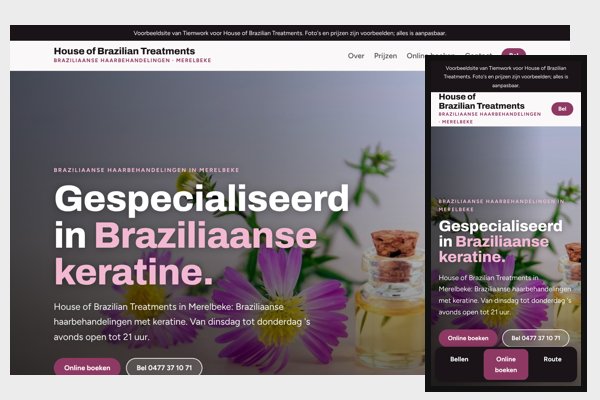 Voorbeeldsite van Tiemwork voor House of Brazilian Treatments. Foto's en prijzen zijn voorbeelden; alles is aanpasbaar.
House of Brazilian Treatments
BRAZILIAANSE HAARBEHANDELINGEN · MERELBEKE
Over Prijzen
BRAZILIAANSE HAARBEHANDELINGEN IN MERELBEKE
Gespecialiseerd
in Braziliaanse
keratine.
House of Brazilian Treatments in Merelbeke: Braziliaanse
haarbehandelingen met keratine. Van dinsdag tot donderdag 's
avonds open tot 21 uur.
Online boeken Bel 0477 37 10 71
Voorbeeldsite van Tiemwork voor House of Brazilian
Treatments. Foto's en prijzen zijn voorbeelden; alles is
aanpasbaar.
House of
Brazilian Treatments
BRAZILIAANSE HAARBEHANDELINGEN
· MERELBEKE
Bel
BRAZILIAANSE HAARBEHANDELINGEN IN
MERELBEKE
Gespecialiseerd
in Braziliaanse
keratine.
House of Brazilian Treatments in
Merelbeke: Braziliaanse haarbehandelingen
met keratine. Van dinsdag tot donderdag 's
avonds open tot 21 uur.
Online boeken Bel 0477 37 10 71
Bellen Online boeken Route